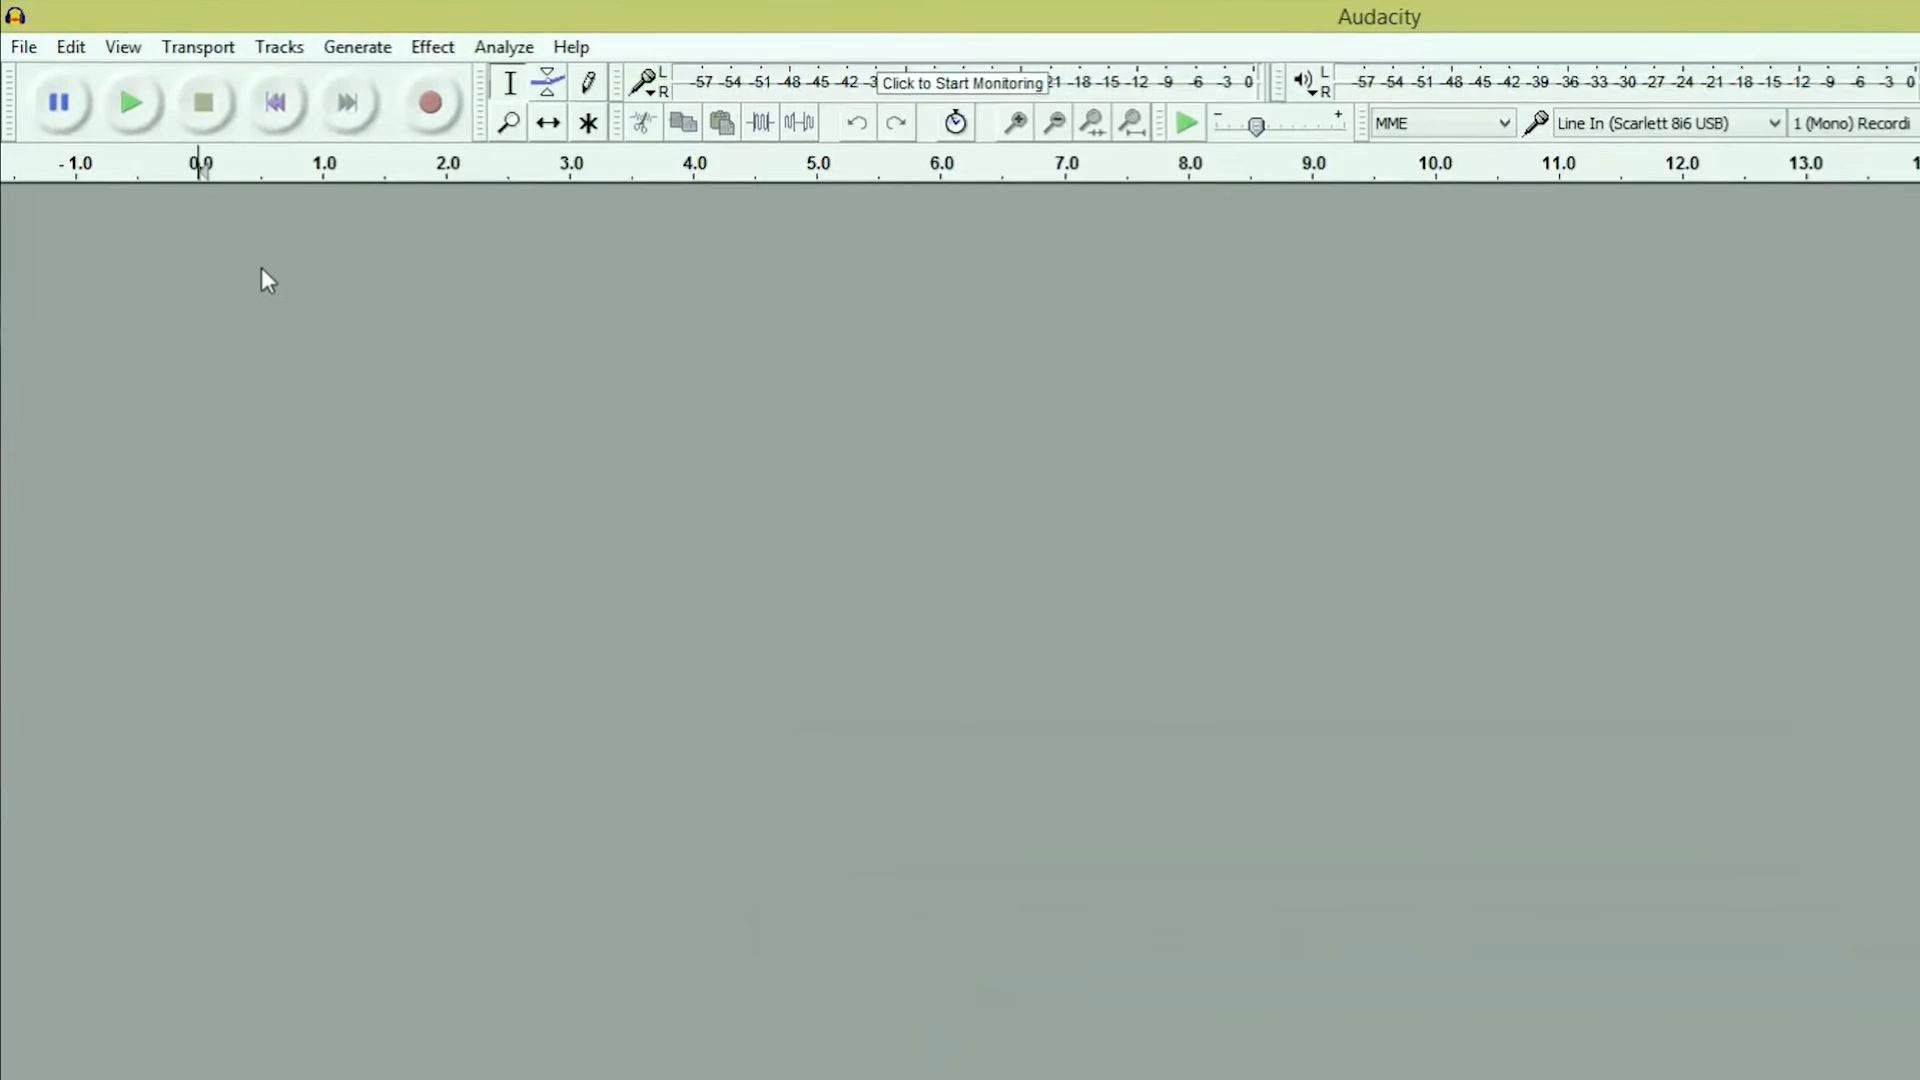 Audacity
File Edit View Transport Tracks Generate Effect Analyze Help
L R -57 -54 -51 -48 -45 -42 -3 Click to Start Monitoring 21 -18 -15 -12 -9 -6 -3 0 L R -57 -54 -51 -48 -45 -42 -39 -36 -33 -30 -27 -24 -21 -18 -15 -12 -9 -6 -3 0
- + MME Line In (Scarlett 8i6 USB) 1 (Mono) Recordi
-1.0 0.0 1.0 2.0 3.0 4.0 5.0 6.0 7.0 8.0 9.0 10.0 11.0 12.0 13.0 1